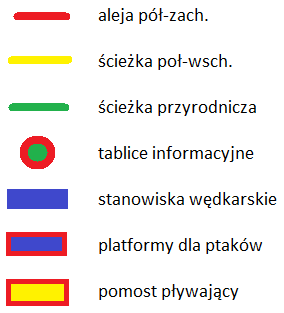 aleja pół-zach.
ścieżka poł-wsch.
ścieżka przyrodnicza
tablice informacyjne
stanowiska wędkarskie
platformy dla ptaków
pomost pływający